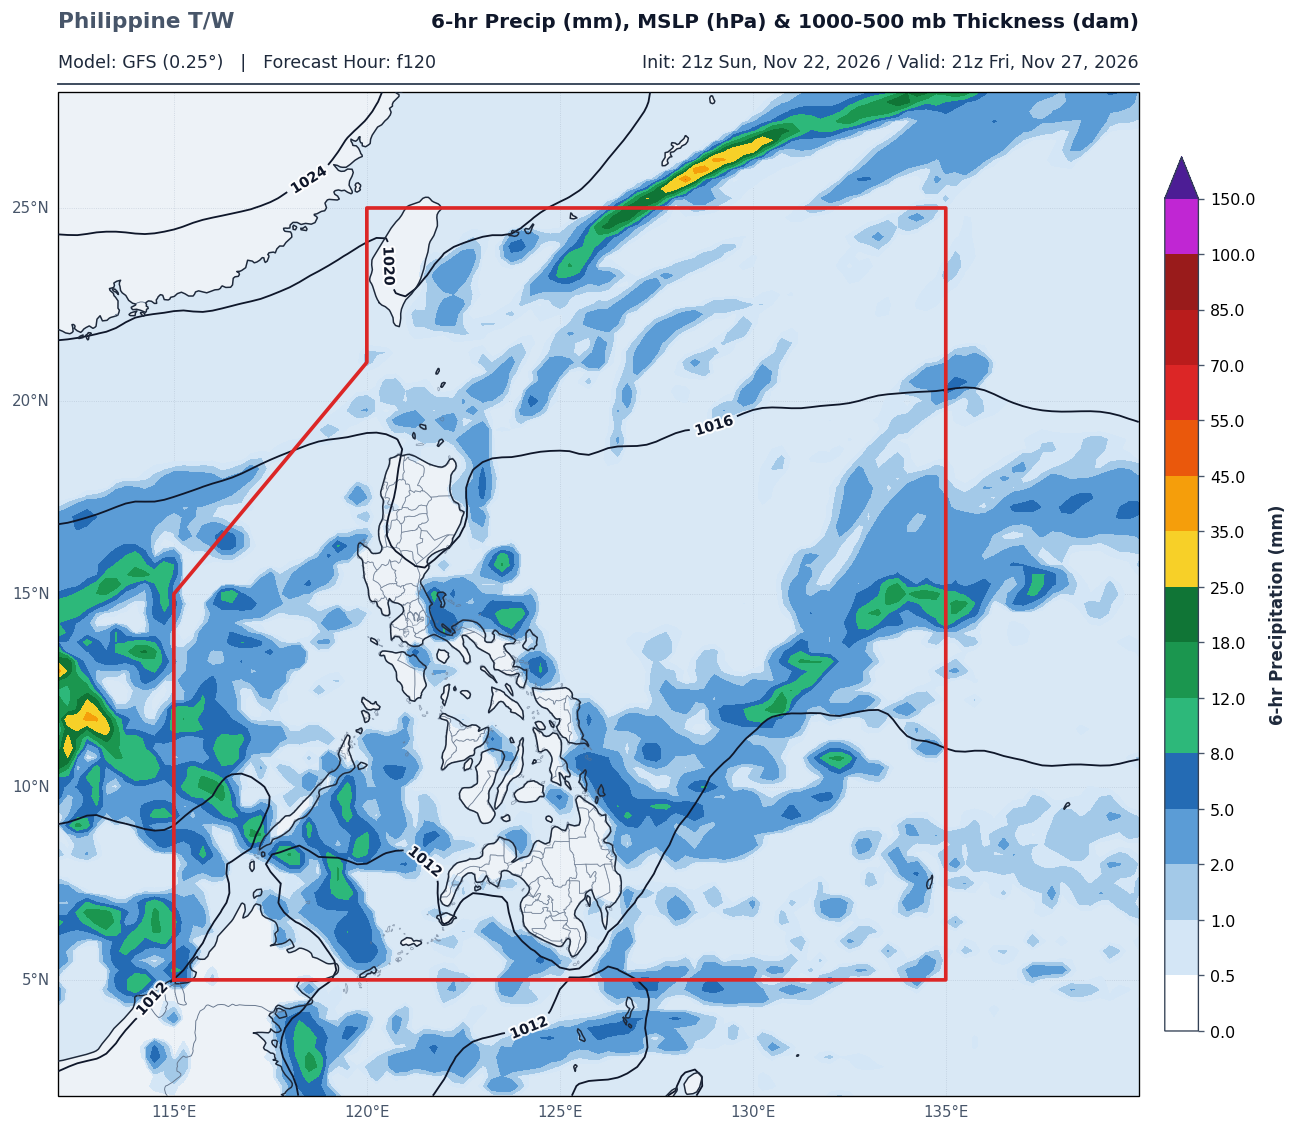 Philippine T/W
6-hr Precip (mm), MSLP (hPa) & 1000-500 mb Thickness (dam)
Model: GFS (0.25°) | Forecast Hour: f120
Init: 21z Sun, Nov 22, 2026 / Valid: 21z Fri, Nov 27, 2026
1024
1020
1016
1012
1012
1012
25°N
20°N
15°N
10°N
5°N
115°E
120°E
125°E
130°E
135°E
150.0
100.0
85.0
70.0
55.0
45.0
35.0
25.0
18.0
12.0
8.0
5.0
2.0
1.0
0.5
0.0
6-hr Precipitation (mm)